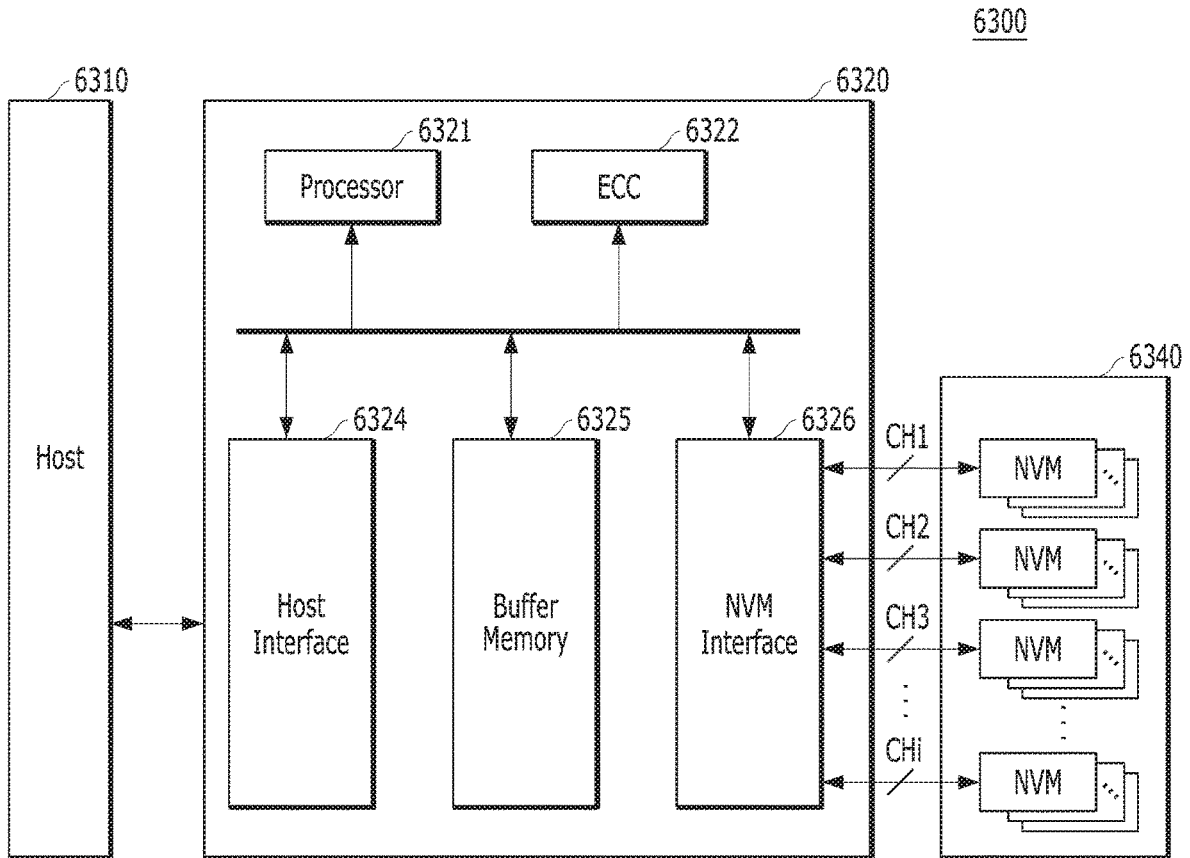 6300
6310
6320
6321
6322
Processor
ECC
6340
6324
6325
6326
CH1
Host
NVM
CH2
NVM
Host
Interface
Buffer
Memory
NVM
Interface
CH3
NVM
CHi
NVM